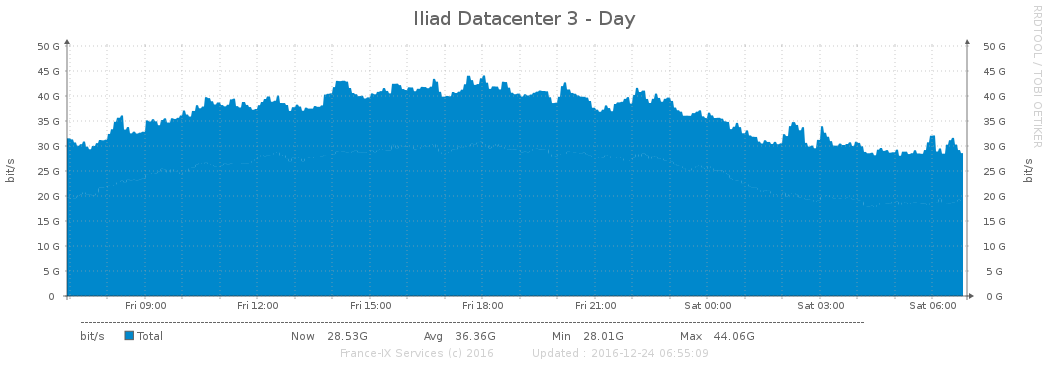 Iliad Datacenter 3 - Day
RRDTOOL / TOBI OETIKER
50 G 50 G
45 G 45 G
40 G 40 G
35 G 35 G
30 G 30 G
25 G 25 G
20 G 20 G
15 G 15 G
10 G 10 G
5 G 5 G
0 0 G
bit/s bit/s
Fri 09:00 Fri 12:00 Fri 15:00 Fri 18:00 Fri 21:00 Sat 00:00 Sat 03:00 Sat 06:00
bit/s Total Now 28.53G Avg 36.36G Min 28.01G Max 44.06G
France-IX Services (c) 2016 Updated : 2016-12-24 06:55:09